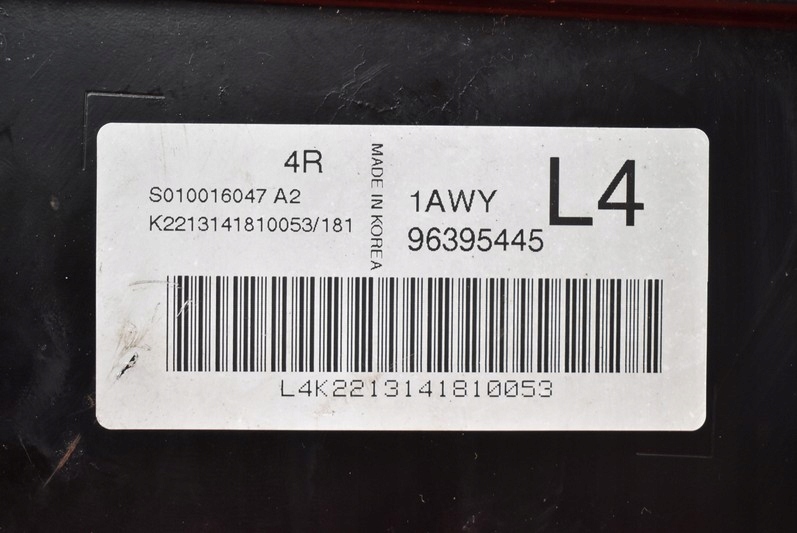 4R
S010016047 A2
K2213141810053/181
MADE IN KOREA
1AWY
L4
96395445
L4K2213141810053